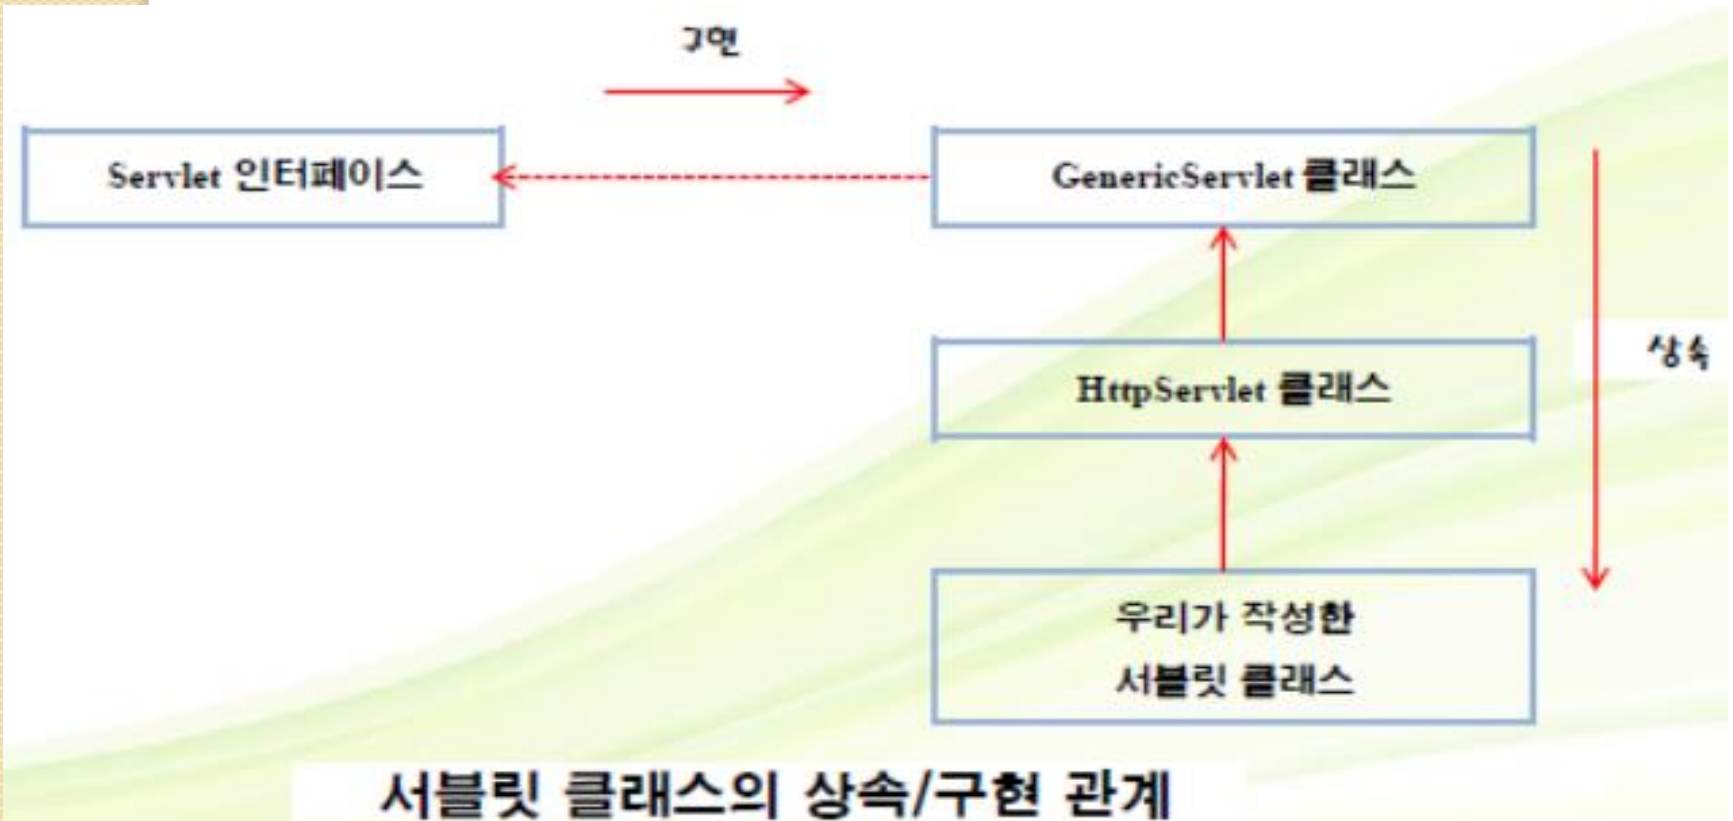 구현
Servlet 인터페이스
GenericServlet 클래스
HttpServlet 클래스
상속
우리가 작성한
서블릿 클래스
서블릿 클래스의 상속/구현 관계